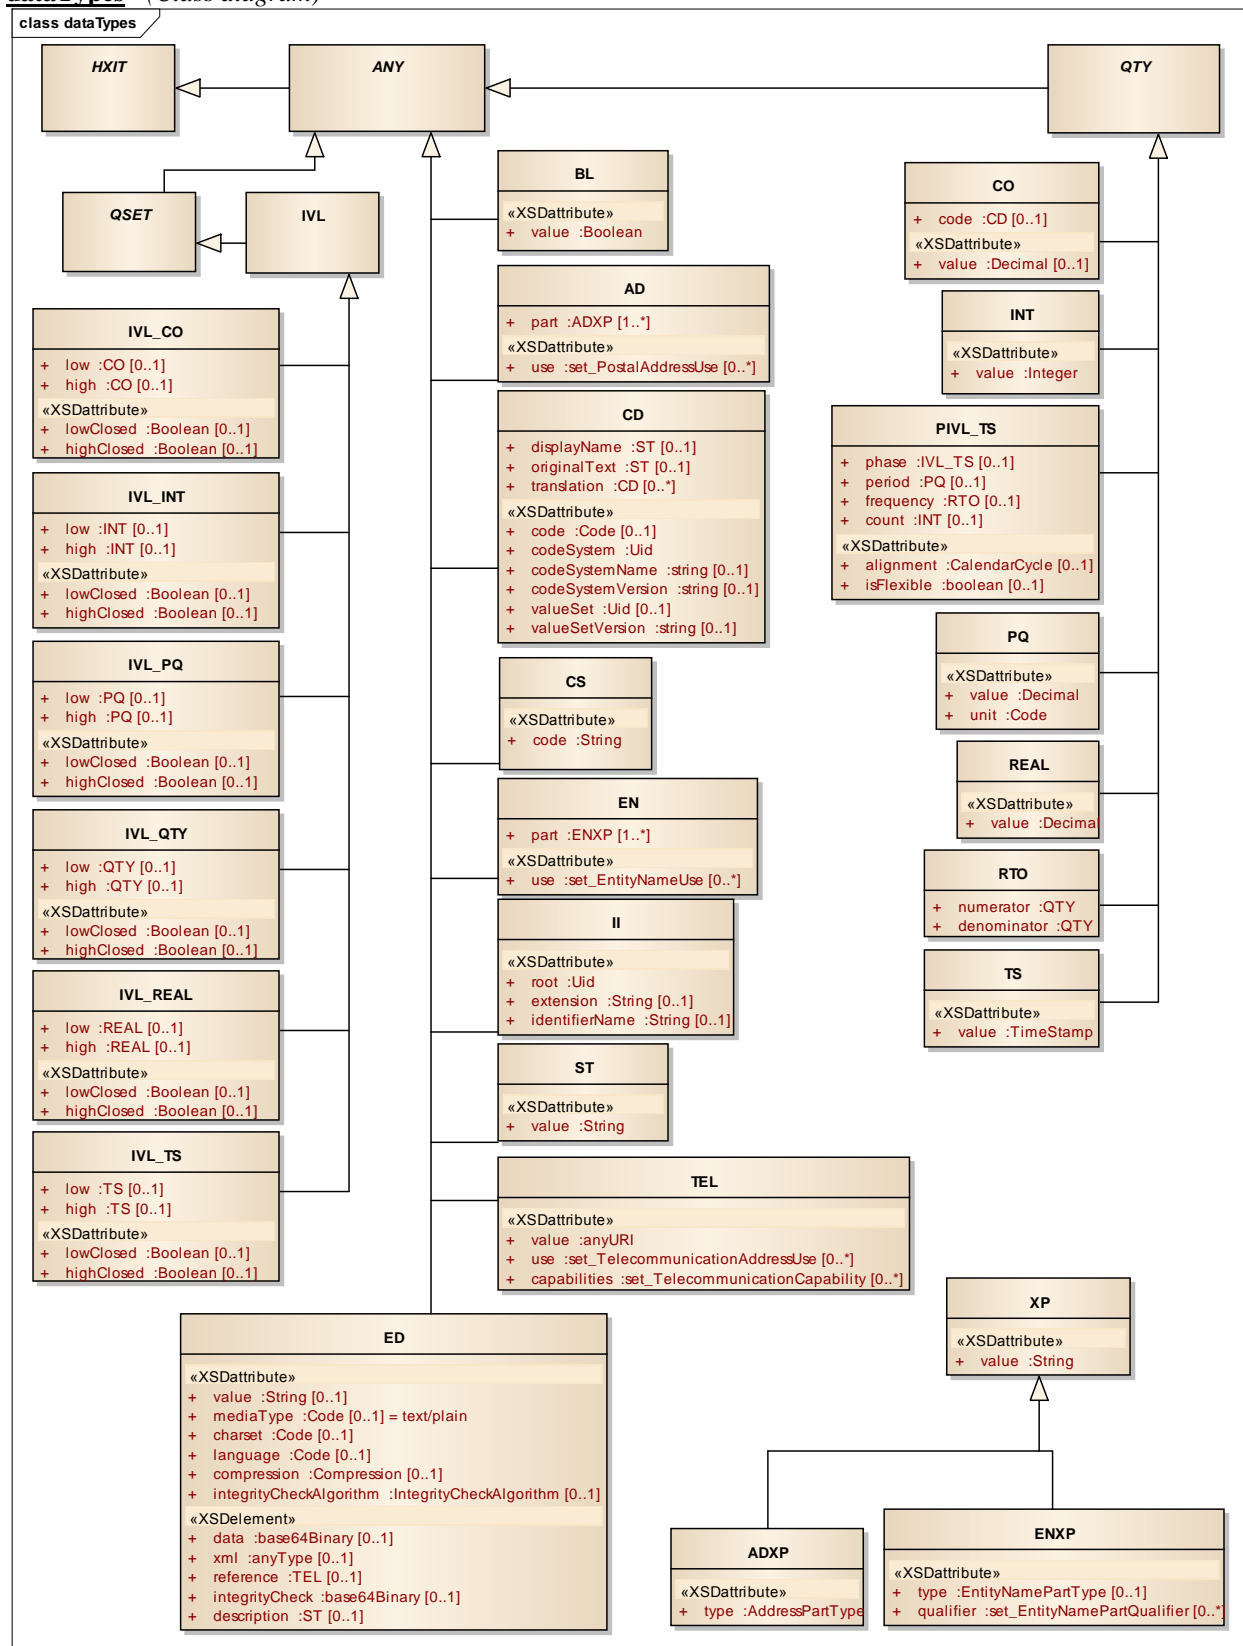 dataTypes (Class diagram)
class dataTypes
HXIT
ANY
QTY
QSET
IVL
IVL_CO
+ low :CO [0..1]
+ high :CO [0..1]
«XSDattribute»
+ lowClosed :Boolean [0..1]
+ highClosed :Boolean [0..1]
IVL_INT
+ low :INT [0..1]
+ high :INT [0..1]
«XSDattribute»
+ lowClosed :Boolean [0..1]
+ highClosed :Boolean [0..1]
IVL_PQ
+ low :PQ [0..1]
+ high :PQ [0..1]
«XSDattribute»
+ lowClosed :Boolean [0..1]
+ highClosed :Boolean [0..1]
IVL_QTY
+ low :QTY [0..1]
+ high :QTY [0..1]
«XSDattribute»
+ lowClosed :Boolean [0..1]
+ highClosed :Boolean [0..1]
IVL_REAL
+ low :REAL [0..1]
+ high :REAL [0..1]
«XSDattribute»
+ lowClosed :Boolean [0..1]
+ highClosed :Boolean [0..1]
IVL_TS
+ low :TS [0..1]
+ high :TS [0..1]
«XSDattribute»
+ lowClosed :Boolean [0..1]
+ highClosed :Boolean [0..1]
BL
«XSDattribute»
+ value :Boolean
AD
+ part :ADXP [1..*]
«XSDattribute»
+ use :set_PostalAddressUse [0..*]
CD
+ displayName :ST [0..1]
+ originalText :ST [0..1]
+ translation :CD [0..*]
«XSDattribute»
+ code :Code [0..1]
+ codeSystem :Uid
+ codeSystemName :string [0..1]
+ codeSystemVersion :string [0..1]
+ valueSet :Uid [0..1]
+ valueSetVersion :string [0..1]
CS
«XSDattribute»
+ code :String
EN
+ part :ENXP [1..*]
«XSDattribute»
+ use :set_EntityNameUse [0..*]
II
«XSDattribute»
+ root :Uid
+ extension :String [0..1]
+ identifierName :String [0..1]
ST
«XSDattribute»
+ value :String
TEL
«XSDattribute»
+ value :anyURI
+ use :set_TelecommunicationAddressUse [0..*]
+ capabilities :set_TelecommunicationCapability [0..*]
CO
+ code :CD [0..1]
«XSDattribute»
+ value :Decimal [0..1]
INT
«XSDattribute»
+ value :Integer
PIVL_TS
+ phase :IVL_TS [0..1]
+ period :PQ [0..1]
+ frequency :RTO [0..1]
+ count :INT [0..1]
«XSDattribute»
+ alignment :CalendarCycle [0..1]
+ isFlexible :boolean [0..1]
PQ
«XSDattribute»
+ value :Decimal
+ unit :Code
REAL
«XSDattribute»
+ value :Decimal
RTO
+ numerator :QTY
+ denominator :QTY
TS
«XSDattribute»
+ value :TimeStamp
ED
«XSDattribute»
+ value :String [0..1]
+ mediaType :Code [0..1] = text/plain
+ charset :Code [0..1]
+ language :Code [0..1]
+ compression :Compression [0..1]
+ integrityCheckAlgorithm :IntegrityCheckAlgorithm [0..1]
«XSDelement»
+ data :base64Binary [0..1]
+ xml :anyType [0..1]
+ reference :TEL [0..1]
+ integrityCheck :base64Binary [0..1]
+ description :ST [0..1]
XP
«XSDattribute»
+ value :String
ADXP
«XSDattribute»
+ type :AddressPartType
ENXP
«XSDattribute»
+ type :EntityNamePartType [0..1]
+ qualifier :set_EntityNamePartQualifier [0..*]